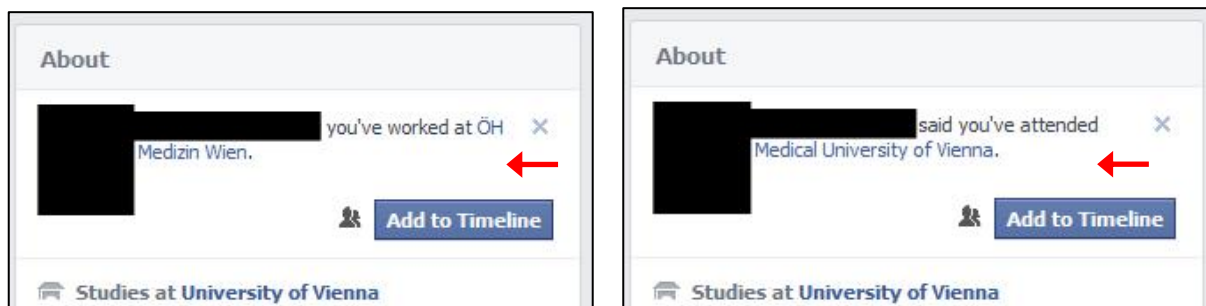 About
you've worked at ÖH
Medizin Wien.
Add to Timeline
Studies at University of Vienna
About
said you've attended
Medical University of Vienna.
Add to Timeline
Studies at University of Vienna